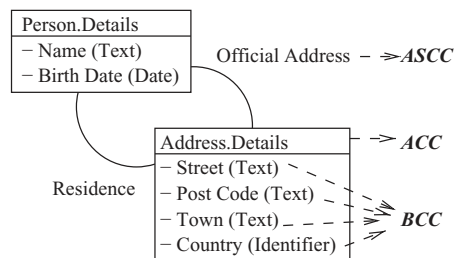 Person.Details
− Name (Text)
− Birth Date (Date)
Official Address
ASCC
Address.Details
ACC
− Street (Text)
− Post Code (Text)
− Town (Text)
− Country (Identifier)
Residence
BCC